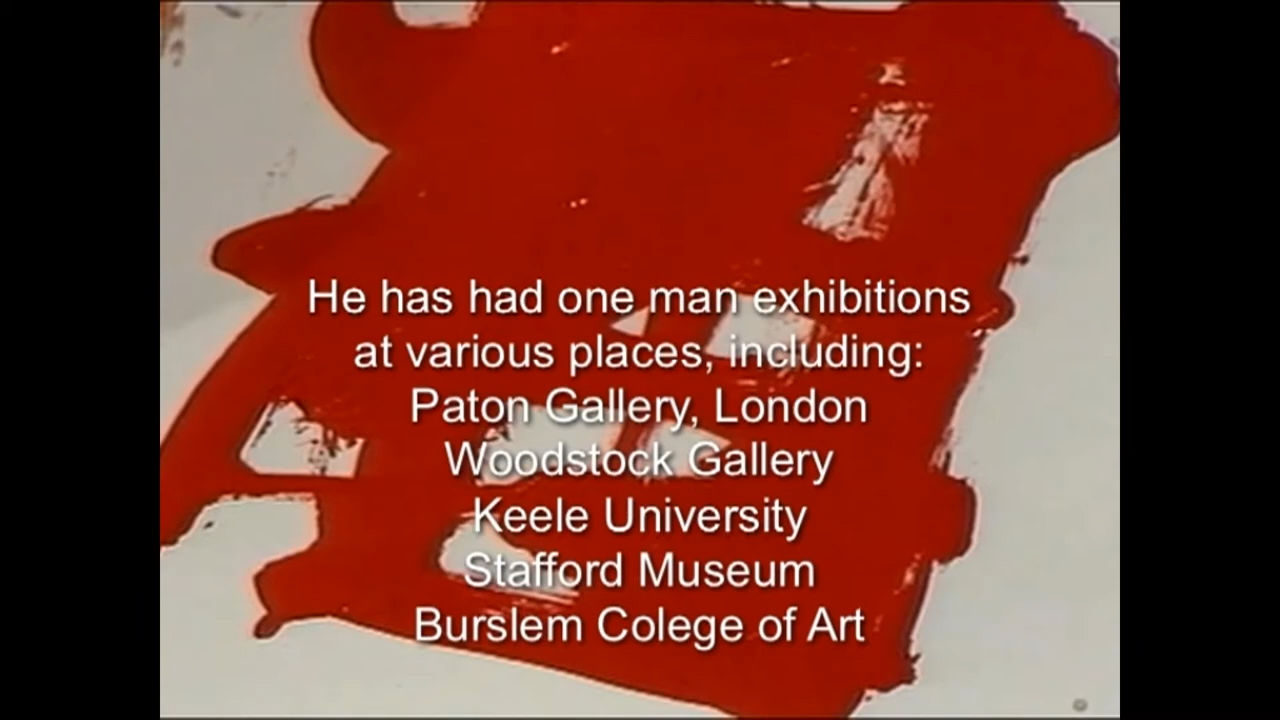 He has had one man exhibitions
at various places, including:
Paton Gallery, London
Woodstock Gallery
Keele University
Stafford Museum
Burslem Colege of Art